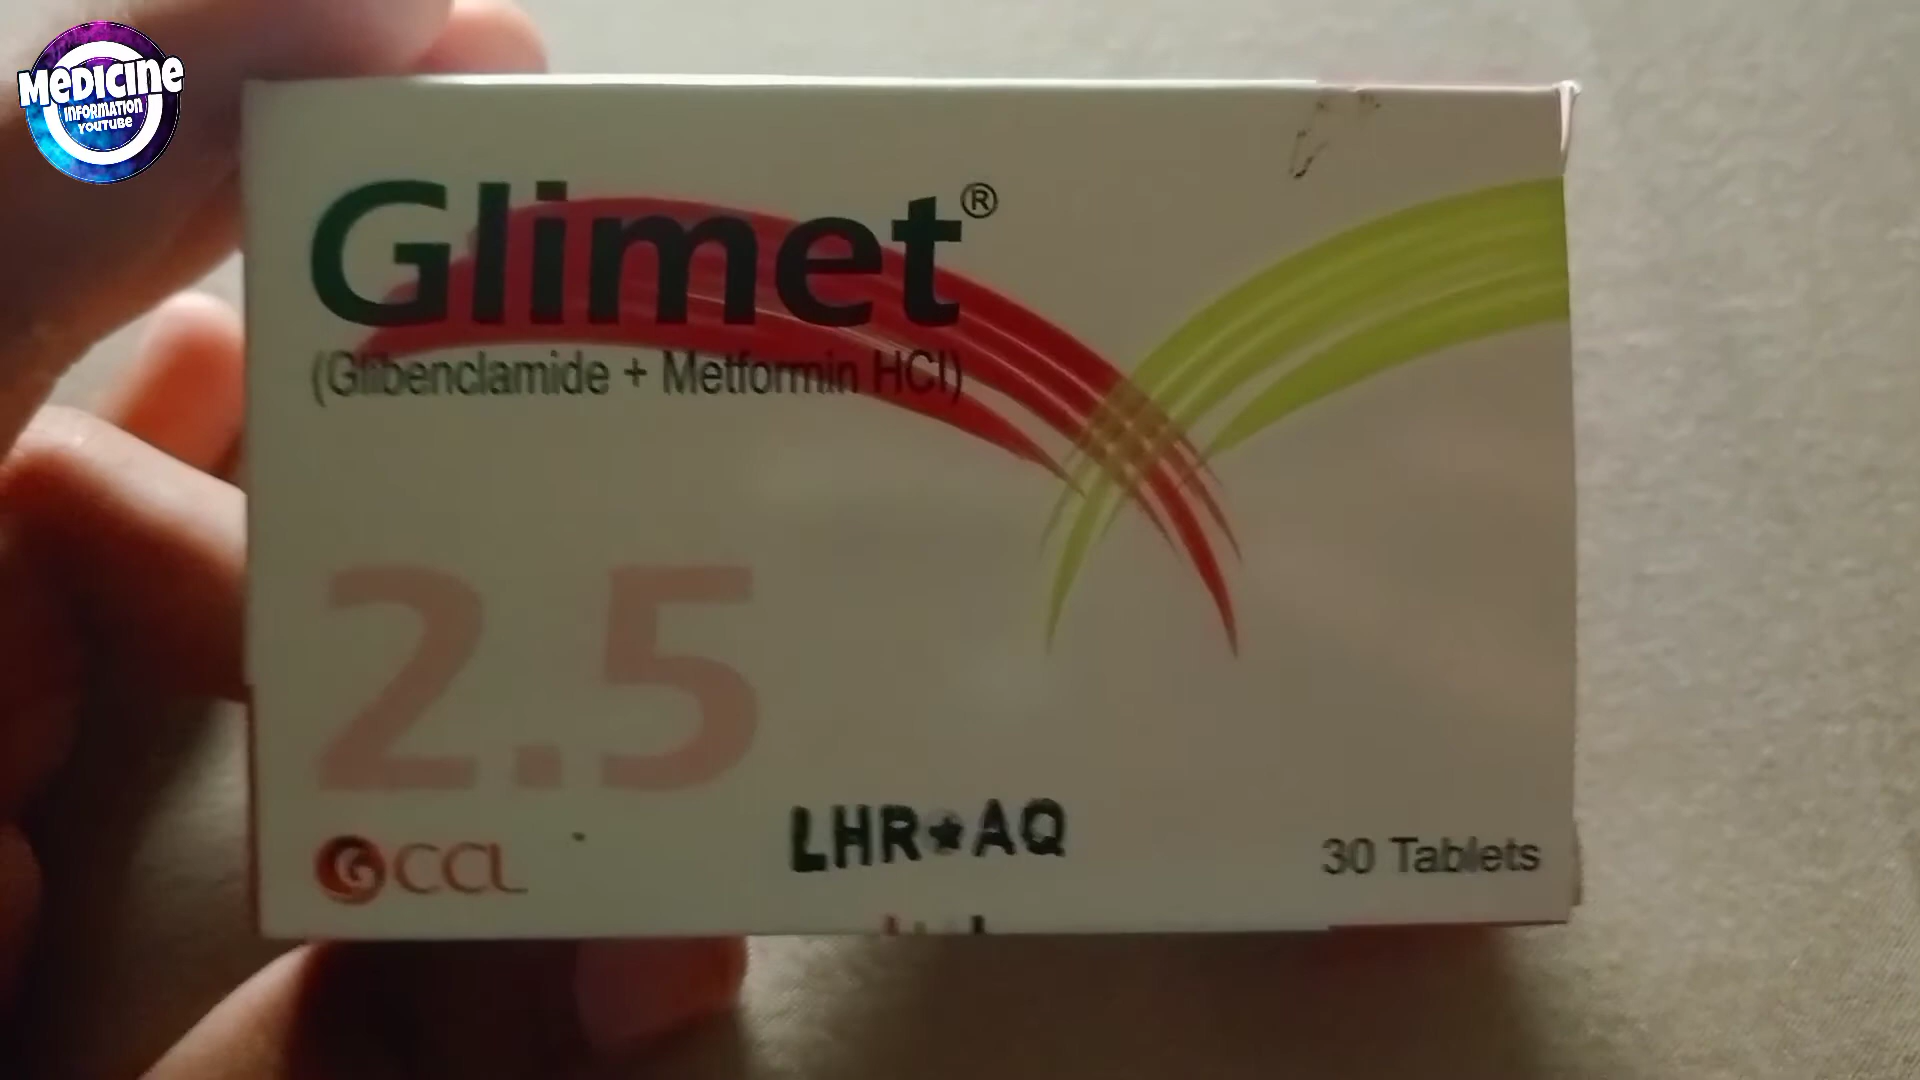 MEDICINE
INFORMATION
YOUTUBE
Glimet®
(Glibenclamide + Metformin HCl)
2.5
CCL
LHR★AQ
30 Tablets